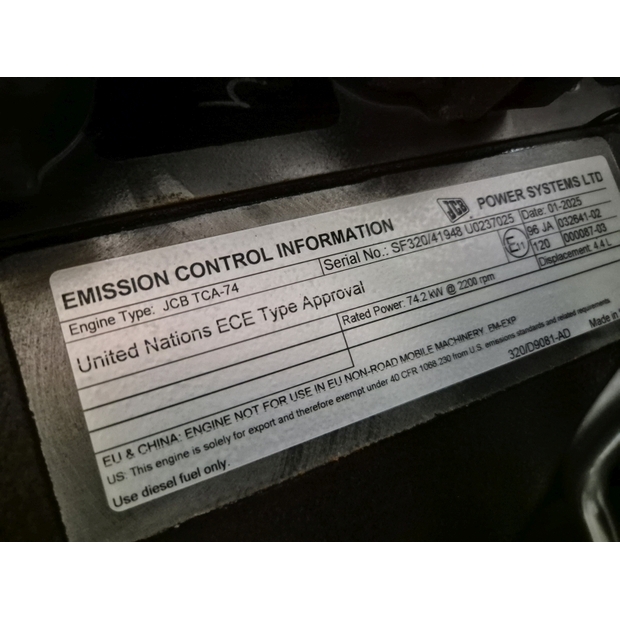 EMISSION CONTROL INFORMATION
JCB POWER SYSTEMS LTD
Engine Type: JCB TCA-74
Serial No.: SF320/41948 U0237025
Date: 01-2025
United Nations ECE Type Approval
E11
96 JA 032641-02
120 000087-03
Rated Power: 74.2 kW @ 2200 rpm
Displacement: 4.4 L
EU & CHINA: ENGINE NOT FOR USE IN EU NON-ROAD MOBILE MACHINERY. EM-EXP
US: This engine is solely for export and therefore exempt under 40 CFR 1068.230 from U.S. emissions standards and related requirements.
Use diesel fuel only.
320/D9081-AD
Made in